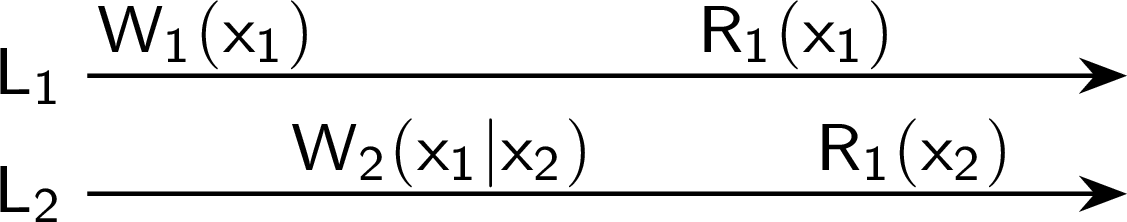 W₁(x₁) R₁(x₁)
L₁
W₂(x₁|x₂) R₁(x₂)
L₂